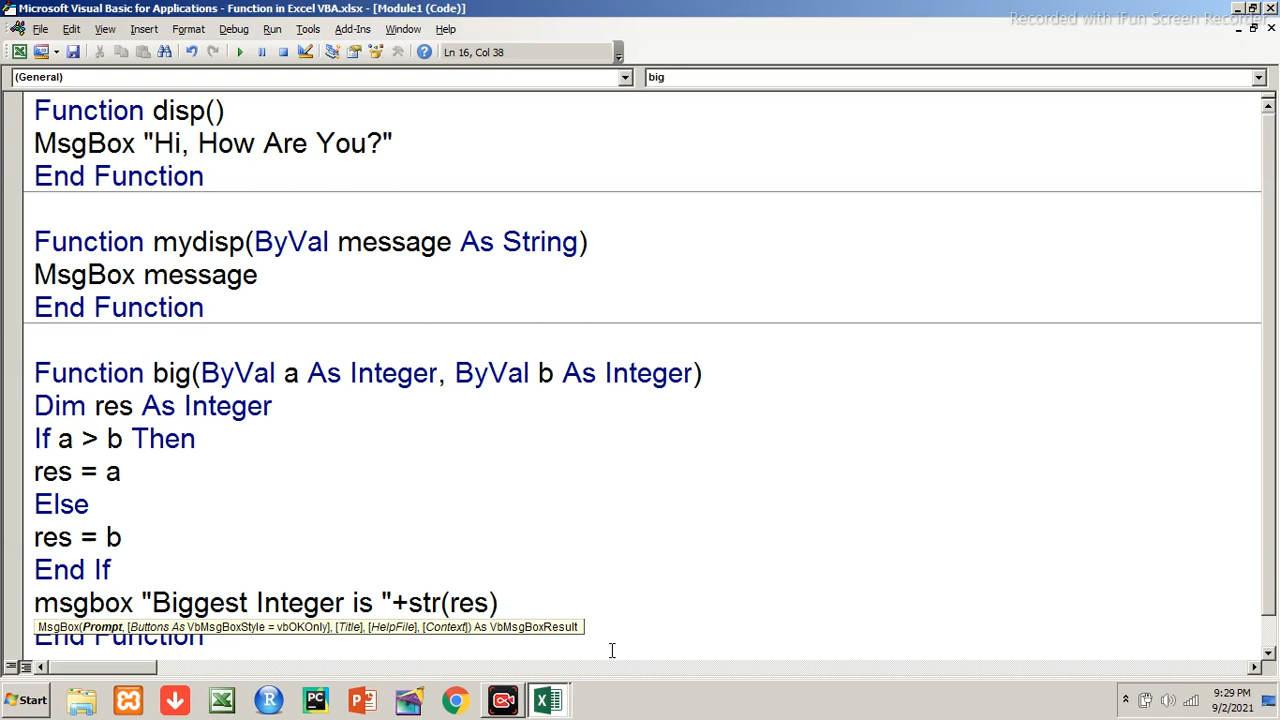 Microsoft Visual Basic for Applications - Function in Excel VBA.xlsx - [Module1 (Code)]
Recorded with iFun Screen Recorder
File Edit View Insert Format Debug Run Tools Add-Ins Window Help
Ln 16, Col 38
(General) big
Function disp()
MsgBox "Hi, How Are You?"
End Function
Function mydisp(ByVal message As String)
MsgBox message
End Function
Function big(ByVal a As Integer, ByVal b As Integer)
Dim res As Integer
If a > b Then
res = a
Else
res = b
End If
msgbox "Biggest Integer is "+str(res)
MsgBox(Prompt, [Buttons As VbMsgBoxStyle = vbOKOnly], [Title], [HelpFile], [Context]) As VbMsgBoxResult
End Function
Start PC 9:29 PM
9/2/2021